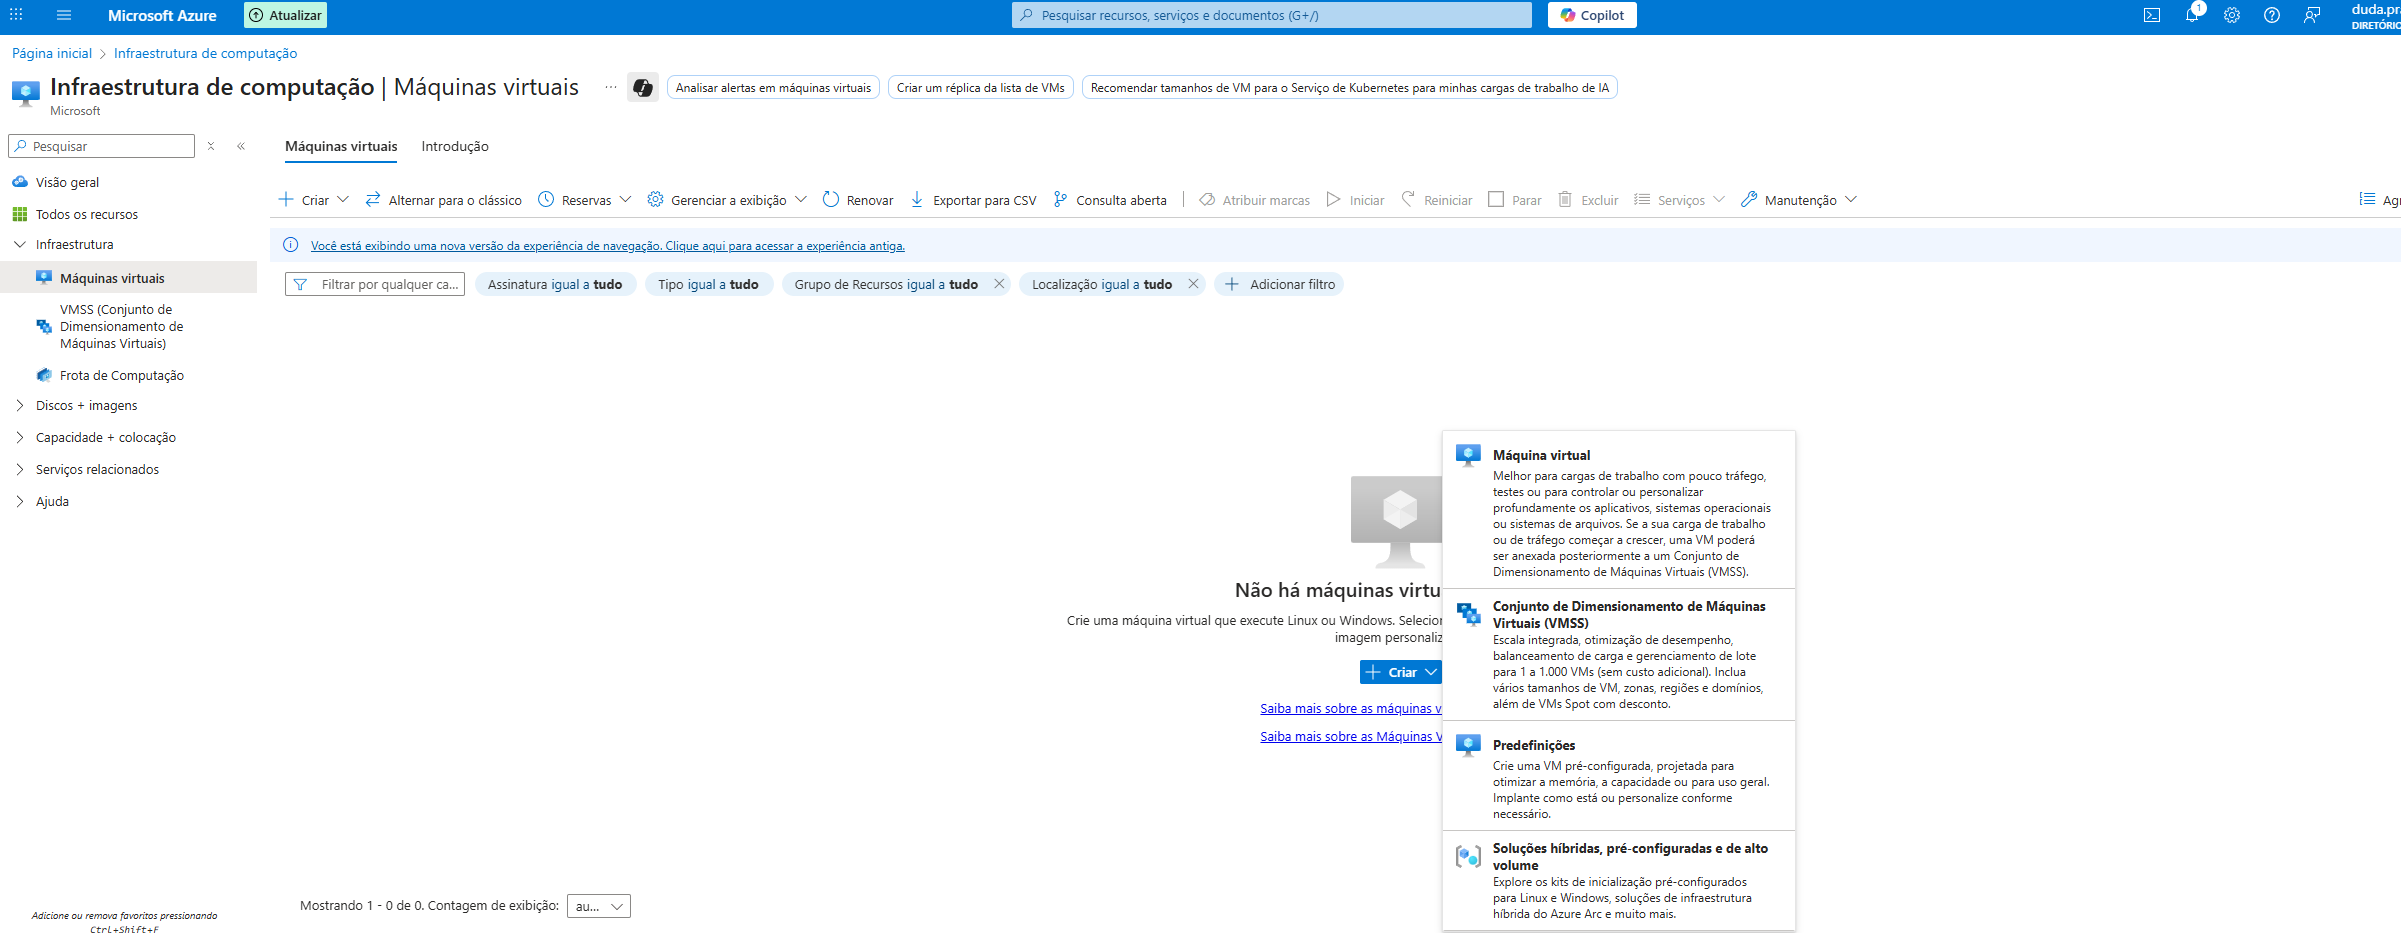 Microsoft Azure
Atualizar
Pesquisar recursos, serviços e documentos (G+/)
Copilot
1
DIRETÓRIO
Página inicial > Infraestrutura de computação
Infraestrutura de computação | Máquinas virtuais
...
Microsoft
Analisar alertas em máquinas virtuais
Criar um réplica da lista de VMs
Recomendar tamanhos de VM para o Serviço de Kubernetes para minhas cargas de trabalho de IA
Pesquisar
Visão geral
Todos os recursos
Infraestrutura
Máquinas virtuais
VMSS (Conjunto de
Dimensionamento de
Máquinas Virtuais)
Frota de Computação
Discos + imagens
Capacidade + colocação
Serviços relacionados
Ajuda
Adicione ou remova favoritos pressionando
Ctrl+Shift+F
Máquinas virtuais
Introdução
Criar
Alternar para o clássico
Reservas
Gerenciar a exibição
Renovar
Exportar para CSV
Consulta aberta
Atribuir marcas
Iniciar
Reiniciar
Parar
Excluir
Serviços
Manutenção
Você está exibindo uma nova versão da experiência de navegação. Clique aqui para acessar a experiência antiga.
Filtrar por qualquer ca...
Assinatura igual a tudo
Tipo igual a tudo
Grupo de Recursos igual a tudo
Localização igual a tudo
Adicionar filtro
Não há máquinas
Crie uma máquina virtual que execute Linux ou Windows.
imagem
Criar
Saiba mais sobre as máquinas
Saiba mais sobre as Máquinas
Máquina virtual
Melhor para cargas de trabalho com pouco tráfego,
testes ou para controlar ou personalizar
profundamente os aplicativos, sistemas operacionais
ou sistemas de arquivos. Se a sua carga de trabalho
ou de tráfego começar a crescer, uma VM poderá
ser anexada posteriormente a um Conjunto de
Dimensionamento de Máquinas Virtuais (VMSS).
Conjunto de Dimensionamento de Máquinas
Virtuais (VMSS)
Escala integrada, otimização de desempenho,
balanceamento de carga e gerenciamento de lote
para 1 a 1.000 VMs (sem custo adicional). Inclua
vários tamanhos de VM, zonas, regiões e domínios,
além de VMs Spot com desconto.
Predefinições
Crie uma VM pré-configurada, projetada para
otimizar a memória, a capacidade ou para uso geral.
Implante como está ou personalize conforme
necessário.
Soluções híbridas, pré-configuradas e de alto
volume
Explore os kits de inicialização pré-configurados
para Linux e Windows, soluções de infraestrutura
híbrida do Azure Arc e muito mais.
Mostrando 1 - 0 de 0. Contagem de exibição:
au...